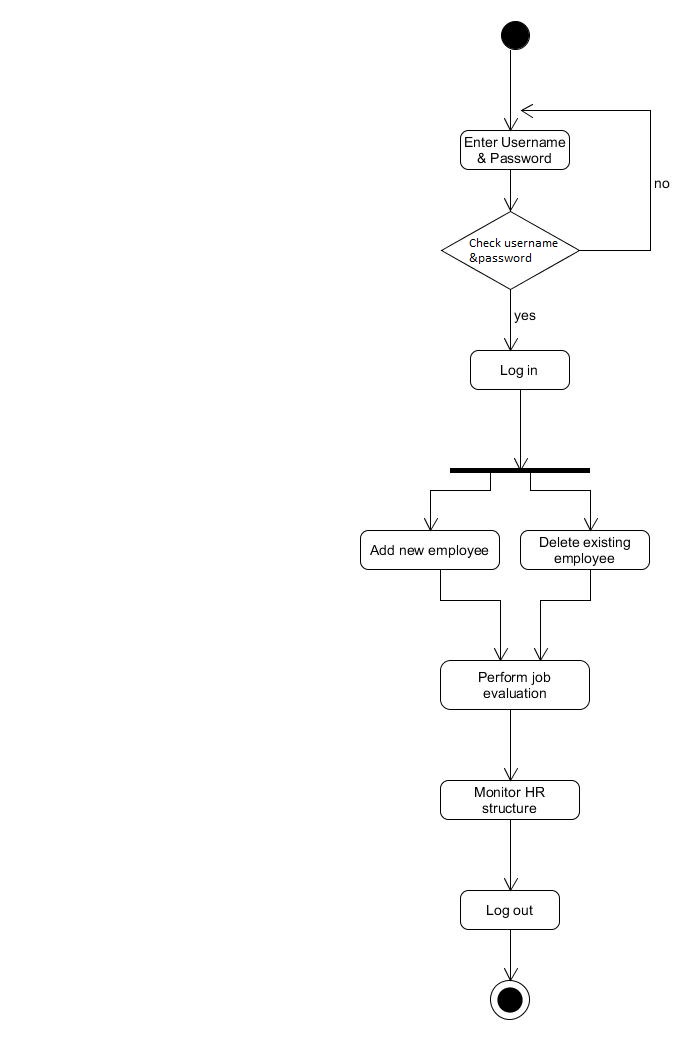 Enter Username
& Password
no
Check username
&password
yes
Log in
Add new employee
Delete existing
employee
Perform job
evaluation
Monitor HR
structure
Log out